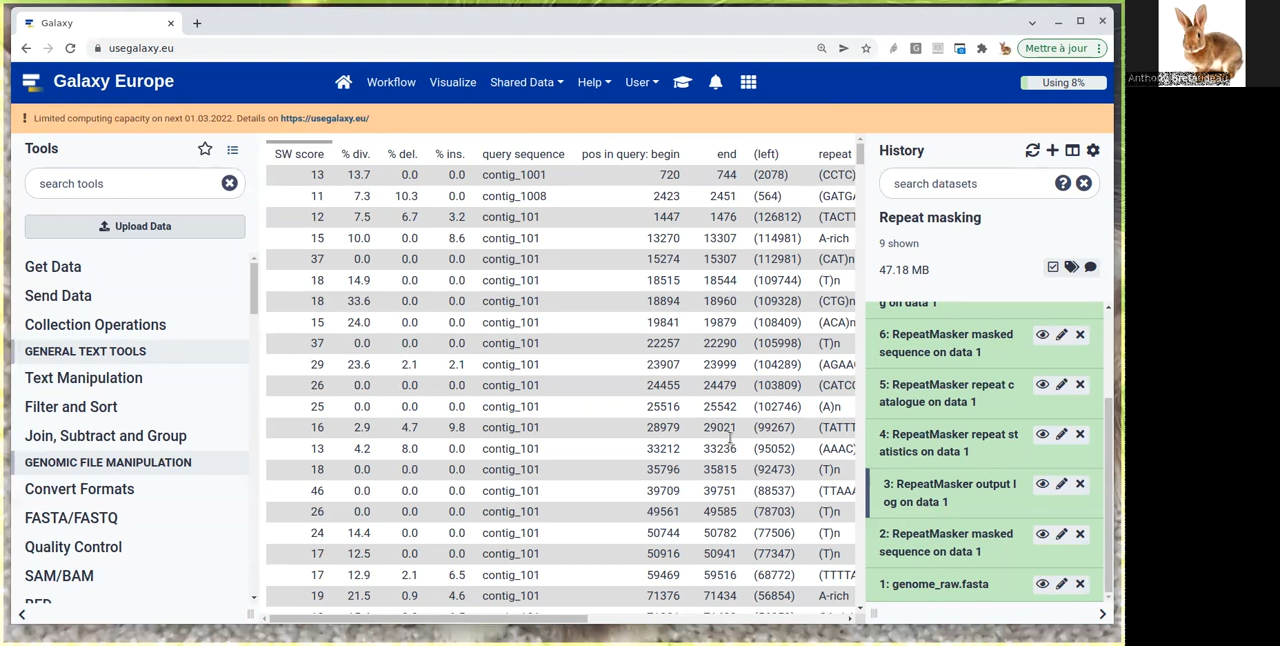 Galaxy
usegalaxy.eu
Mettre à jour
Galaxy Europe
Workflow Visualize Shared Data Help User
Using 8%
Limited computing capacity on next 01.03.2022. Details on https://usegalaxy.eu/
Tools
search tools
Upload Data
Get Data
Send Data
Collection Operations
GENERAL TEXT TOOLS
Text Manipulation
Filter and Sort
Join, Subtract and Group
GENOMIC FILE MANIPULATION
Convert Formats
FASTA/FASTQ
Quality Control
SAM/BAM
BED
SW score % div. % del. % ins. query sequence pos in query: begin end (left) repeat
13 13.7 0.0 0.0 contig_1001 720 744 (2078) (CCTC)
11 7.3 10.3 0.0 contig_1008 2423 2451 (564) (GATGA
12 7.5 6.7 3.2 contig_101 1447 1476 (126812) (TACTT
15 10.0 0.0 8.6 contig_101 13270 13307 (114981) A-rich
37 0.0 0.0 0.0 contig_101 15274 15307 (112981) (CAT)n
18 14.9 0.0 0.0 contig_101 18515 18544 (109744) (T)n
18 33.6 0.0 0.0 contig_101 18894 18960 (109328) (CTG)n
15 24.0 0.0 0.0 contig_101 19841 19879 (108409) (ACA)n
37 0.0 0.0 0.0 contig_101 22257 22290 (105998) (T)n
29 23.6 2.1 2.1 contig_101 23907 23999 (104289) (AGAA
26 0.0 0.0 0.0 contig_101 24455 24479 (103809) (CATCC
25 0.0 0.0 0.0 contig_101 25516 25542 (102746) (A)n
16 2.9 4.7 9.8 contig_101 28979 29021 (99267) (TATTT
13 4.2 8.0 0.0 contig_101 33212 33236 (95052) (AAAC)
18 0.0 0.0 0.0 contig_101 35796 35815 (92473) (T)n
46 0.0 0.0 0.0 contig_101 39709 39751 (88537) (TTAAA
26 0.0 0.0 0.0 contig_101 49561 49585 (78703) (T)n
24 14.4 0.0 0.0 contig_101 50744 50782 (77506) (T)n
17 12.5 0.0 0.0 contig_101 50916 50941 (77347) (T)n
17 12.9 2.1 6.5 contig_101 59469 59516 (68772) (TTTTA
19 21.5 0.9 4.6 contig_101 71376 71434 (56854) A-rich
History
search datasets
Repeat masking
9 shown
47.18 MB
g on data 1
6: RepeatMasker masked
sequence on data 1
5: RepeatMasker repeat c
atalogue on data 1
4: RepeatMasker repeat st
atistics on data 1
3: RepeatMasker output l
og on data 1
2: RepeatMasker masked
sequence on data 1
1: genome_raw.fasta